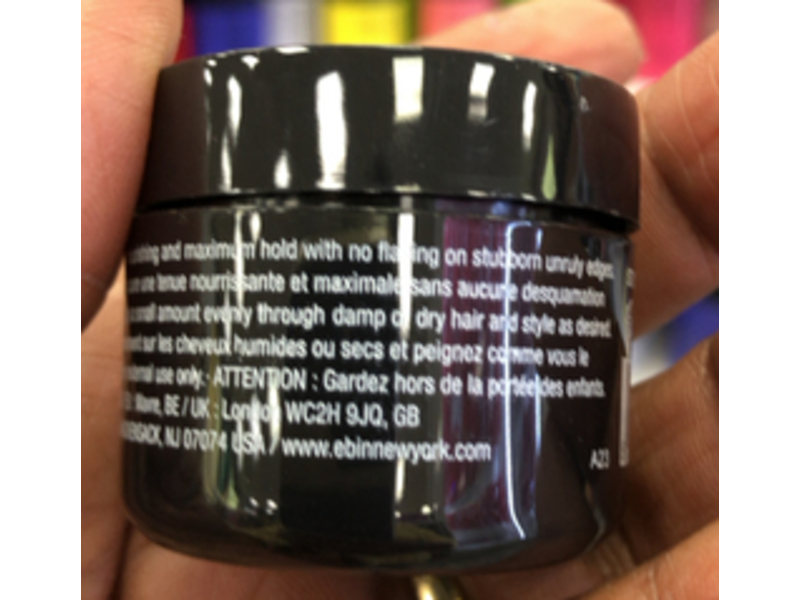 and maximum hold with no flaking on stubborn unruly edges.
une tenue nourrissante et maximale sans aucune desquamation
small amount evenly through damp or dry hair and style as desired
sur les cheveux humides ou secs et peignez comme vous le
external use only. · ATTENTION : Gardez hors de la portée des enfants.
Wavre, BE / UK : London WC2H 9JQ, GB
NJ 07074 USA / www.ebinnewyork.com
A23